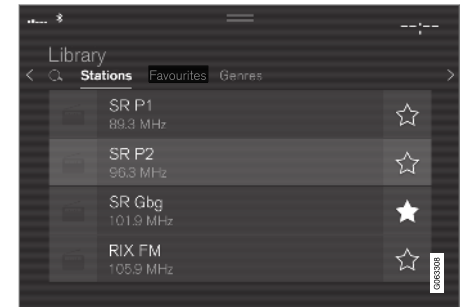 --:--
Library
Stations Favourites Genres
SR P1
89.3 MHz
SR P2
96.3 MHz
SR Gbg
101.9 MHz
RIX FM
105.9 MHz
G063308